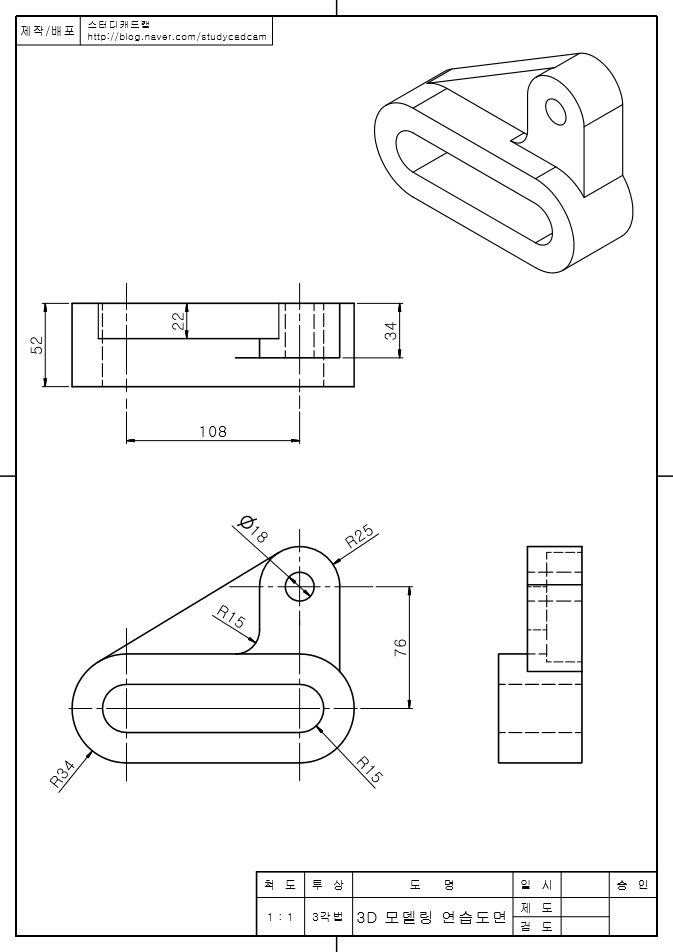 제작/배포
스터디캐드캠
http://blog.naver.com/studycadcam
52
22
34
108
Ø18
R25
R15
76
R34
R15
척 도
투 상
도 명
일 시
승 인
1 : 1
3각법
3D 모델링 연습도면
제 도
검 도